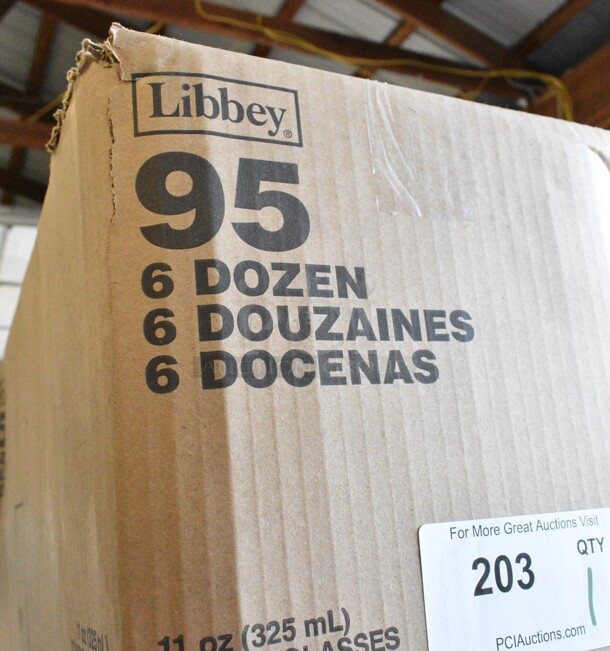 Libbey®
95
6 DOZEN
6 DOUZAINES
6 DOCENAS
For More Great Auctions Visit
203
QTY
1
PCIAuctions.com
11 oz (325 mL)